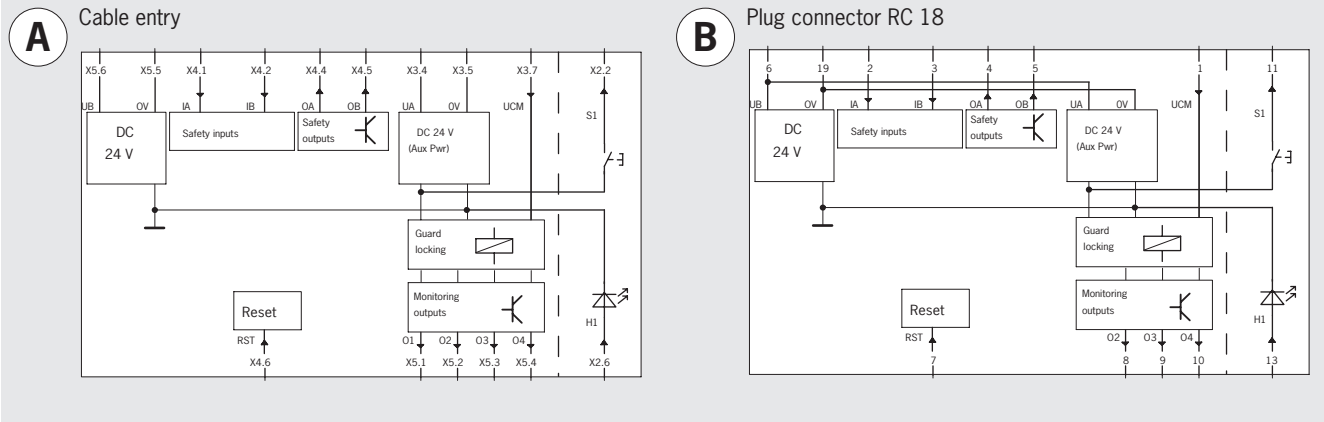 A
Cable entry
X5.6 X5.5 X4.1 X4.2 X4.4 X4.5 X3.4 X3.5 X3.7 X2.2
UB 0V IA IB OA OB UA 0V UCM
S1
DC
24 V
Safety inputs
Safety
outputs
DC 24 V
(Aux Pwr)
Guard
locking
Monitoring
outputs
Reset
RST
X4.6
O1 O2 O3 O4
X5.1 X5.2 X5.3 X5.4
H1
X2.6
B
Plug connector RC 18
6 19 2 3 4 5 1 11
UB 0V IA IB OA OB UA 0V UCM
S1
DC
24 V
Safety inputs
Safety
outputs
DC 24 V
(Aux Pwr)
Guard
locking
Monitoring
outputs
Reset
RST
7
O2 O3 O4
8 9 10
H1
13